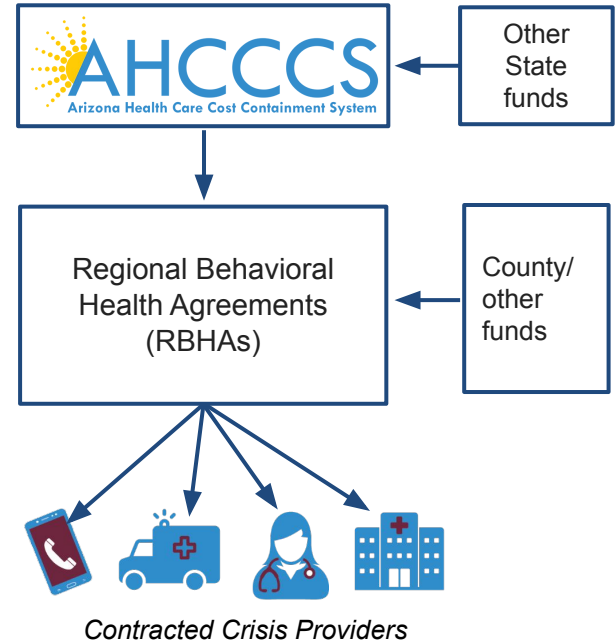 AHCCCS
Arizona Health Care Cost Containment System
Other
State
funds
Regional Behavioral
Health Agreements
(RBHAs)
County/
other
funds
Contracted Crisis Providers